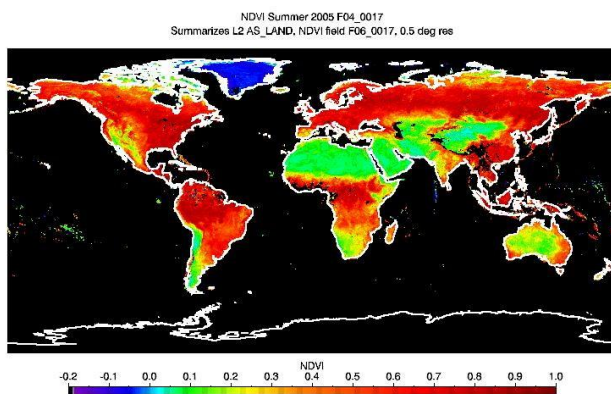 NDVI Summer 2005 F04_0017
Summarizes L2 AS_LAND, NDVI field F06_0017, 0.5 deg res
NDVI
-0.2 -0.1 0.0 0.1 0.2 0.3 0.4 0.5 0.6 0.7 0.8 0.9 1.0